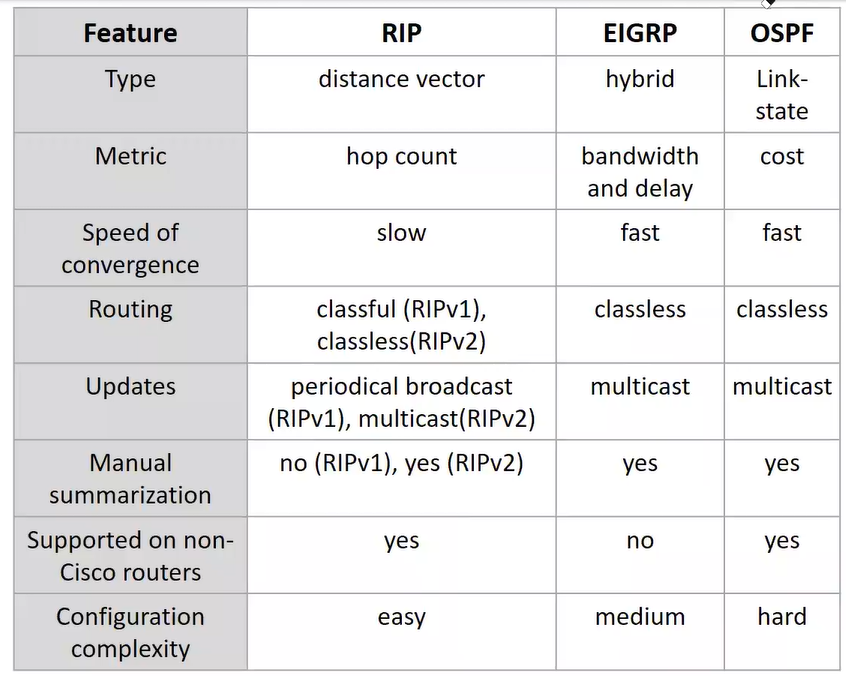 Feature RIP EIGRP OSPF
Type distance vector hybrid Link-
state
Metric hop count bandwidth cost
and delay
Speed of slow fast fast
convergence
Routing classful (RIPv1), classless classless
classless(RIPv2)
Updates periodical broadcast multicast multicast
(RIPv1), multicast(RIPv2)
Manual no (RIPv1), yes (RIPv2) yes yes
summarization
Supported on non- yes no yes
Cisco routers
Configuration easy medium hard
complexity